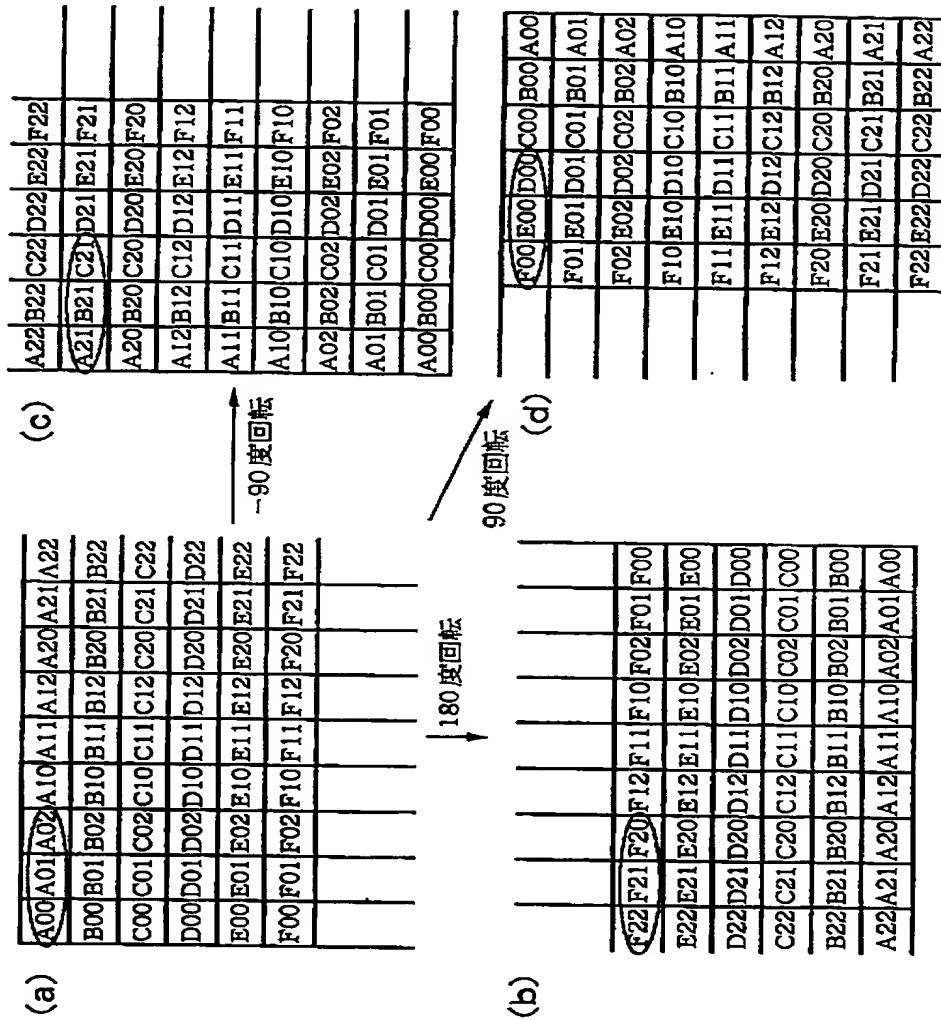 (a)
A00 A01 A02 A10 A11 A12 A20 A21 A22
B00 B01 B02 B10 B11 B12 B20 B21 B22
C00 C01 C02 C10 C11 C12 C20 C21 C22
D00 D01 D02 D10 D11 D12 D20 D21 D22
E00 E01 E02 E10 E11 E12 E20 E21 E22
F00 F01 F02 F10 F11 F12 F20 F21 F22
−90度回転
(c)
A22 B22 C22 D22 E22 F22
A21 B21 C21 D21 E21 F21
A20 B20 C20 D20 E20 F20
A12 B12 C12 D12 E12 F12
A11 B11 C11 D11 E11 F11
A10 B10 C10 D10 E10 F10
A02 B02 C02 D02 E02 F02
A01 B01 C01 D01 E01 F01
A00 B00 C00 D00 E00 F00
180度回転
90度回転
(b)
F22 F21 F20 F12 F11 F10 F02 F01 F00
E22 E21 E20 E12 E11 E10 E02 E01 E00
D22 D21 D20 D12 D11 D10 D02 D01 D00
C22 C21 C20 C12 C11 C10 C02 C01 C00
B22 B21 B20 B12 B11 B10 B02 B01 B00
A22 A21 A20 A12 A11 A10 A02 A01 A00
(d)
F00 E00 D00 C00 B00 A00
F01 E01 D01 C01 B01 A01
F02 E02 D02 C02 B02 A02
F10 E10 D10 C10 B10 A10
F11 E11 D11 C11 B11 A11
F12 E12 D12 C12 B12 A12
F20 E20 D20 C20 B20 A20
F21 E21 D21 C21 B21 A21
F22 E22 D22 C22 B22 A22